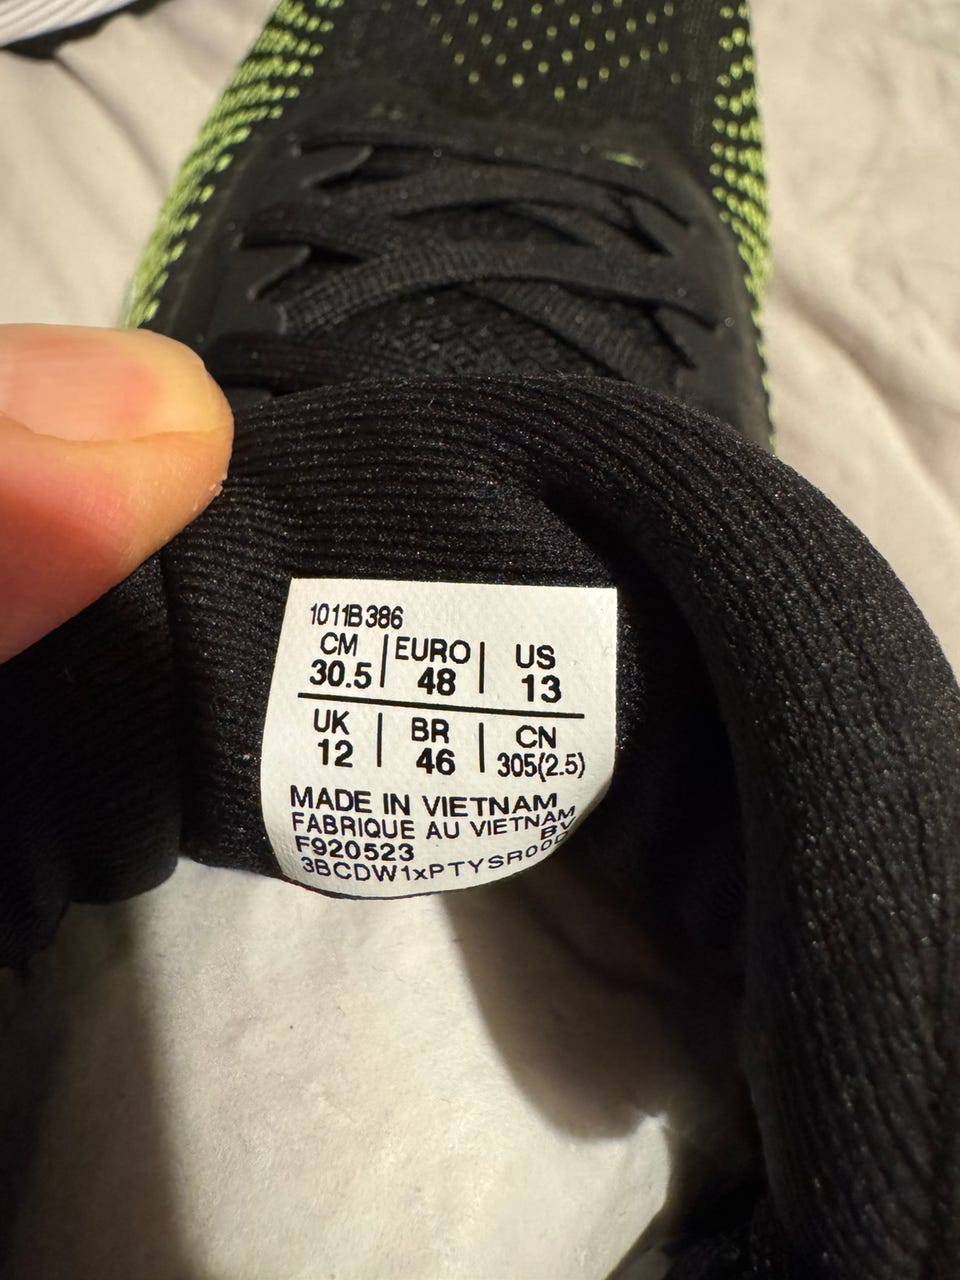 1011B386
CM EURO US
30.5 48 13
UK BR CN
12 46 305(2.5)
MADE IN VIETNAM
FABRIQUE AU VIETNAM
BV
F920523